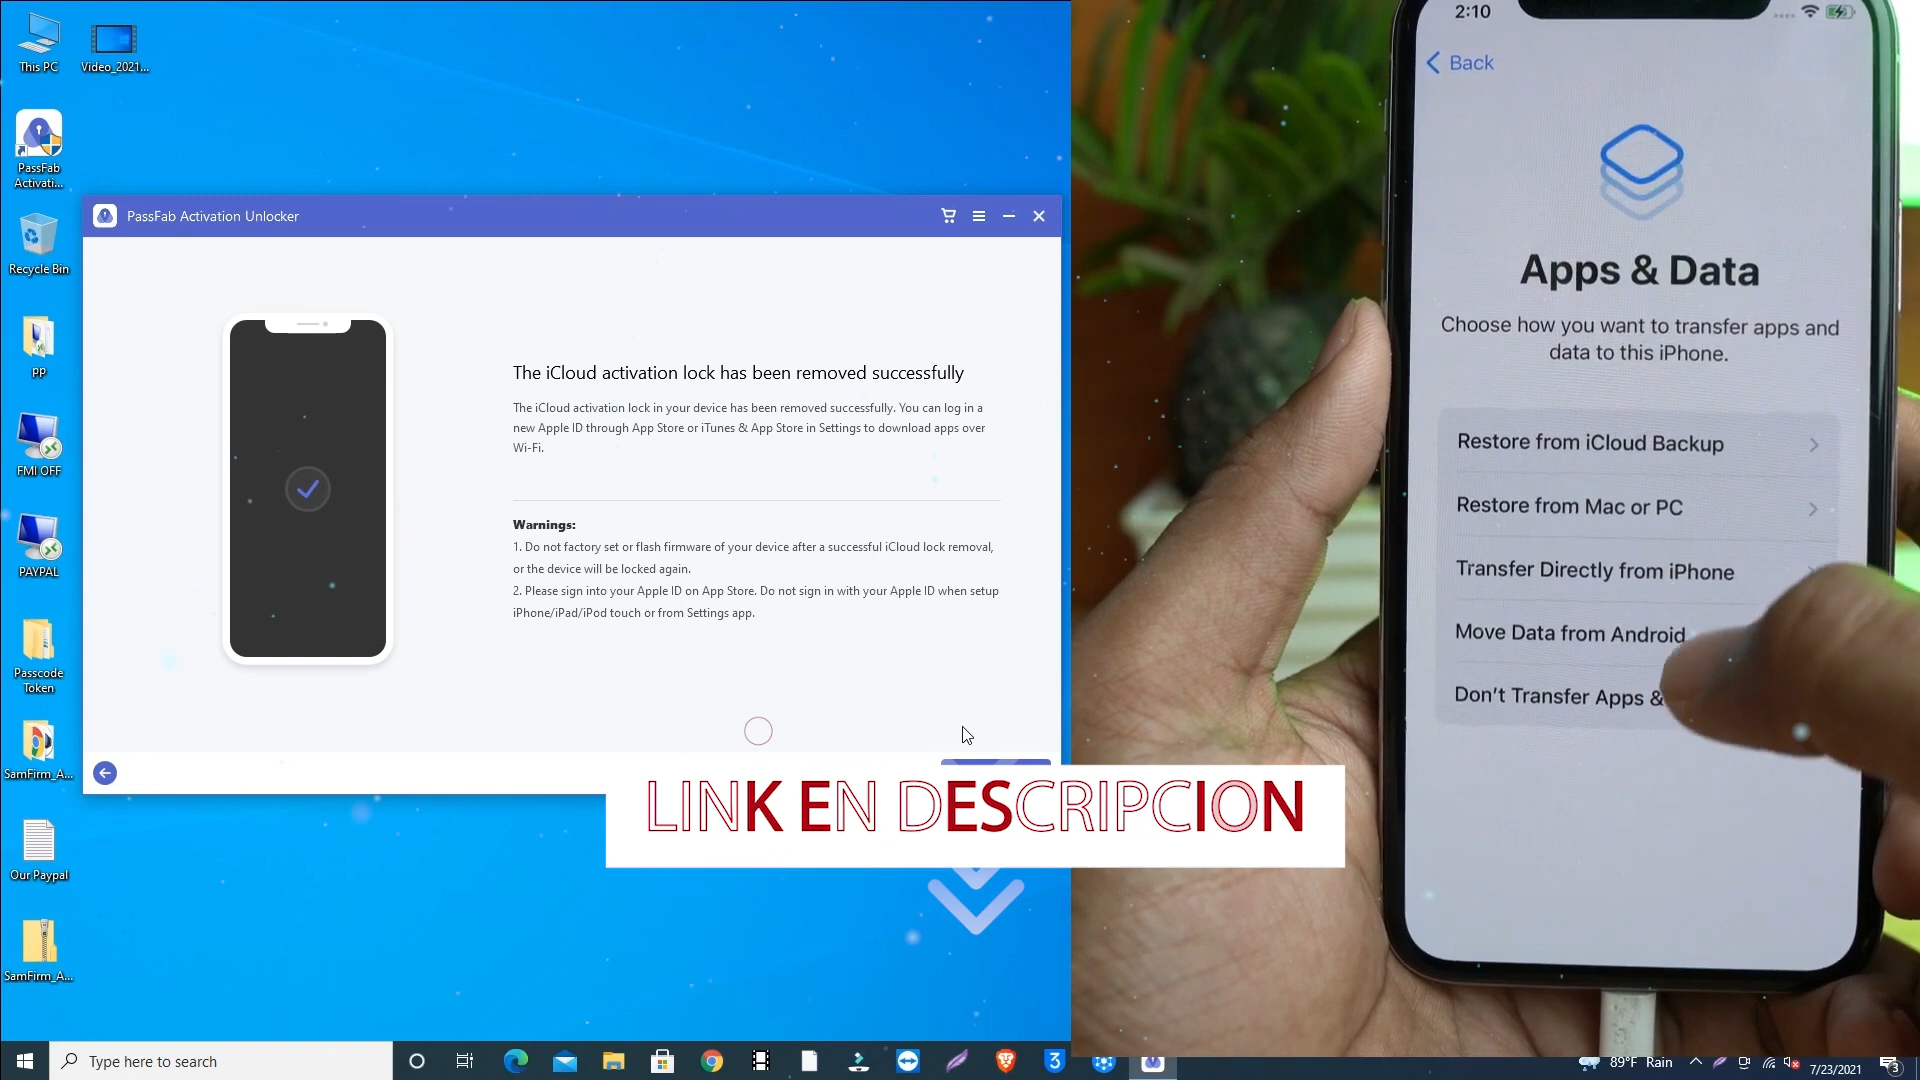 This PC
Video_2021...
PassFab
Activati...
Recycle Bin
pp
FMI OFF
PAYPAL
Passcode
Token
SamFirm_A...
Our Paypal
SamFirm_A...
PassFab Activation Unlocker
The iCloud activation lock has been removed successfully
The iCloud activation lock in your device has been removed successfully. You can log in a
new Apple ID through App Store or iTunes & App Store in Settings to download apps over
Wi-Fi.
Warnings:
1. Do not factory set or flash firmware of your device after a successful iCloud lock removal,
or the device will be locked again.
2. Please sign into your Apple ID on App Store. Do not sign in with your Apple ID when setup
iPhone/iPad/iPod touch or from Settings app.
LINK EN DESCRIPCION
2:10
Back
Apps & Data
Choose how you want to transfer apps and
data to this iPhone.
Restore from iCloud Backup
Restore from Mac or PC
Transfer Directly from iPhone
Move Data from Android
Don't Transfer Apps &
Type here to search
3
89°F Rain
7/23/2021
3